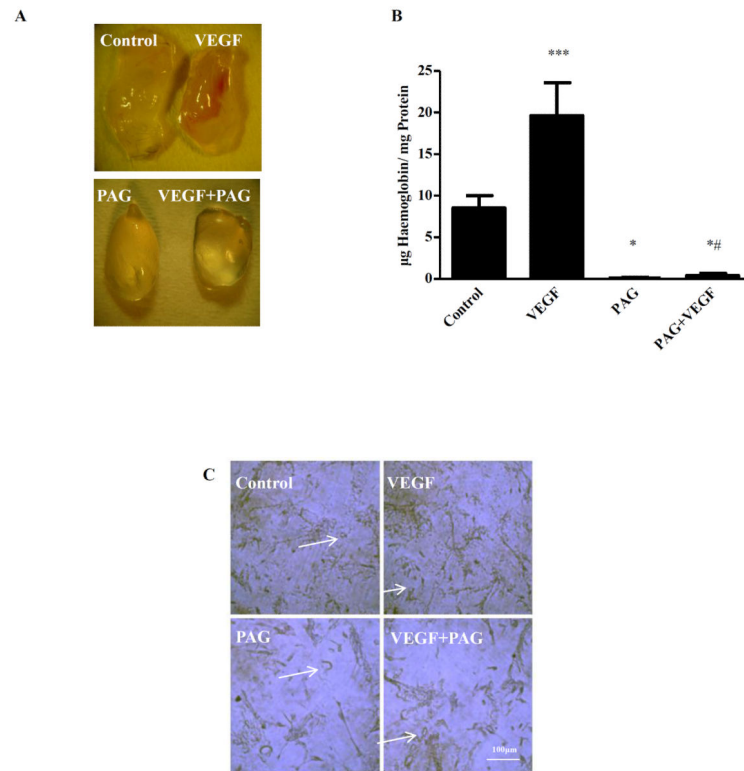 A
Control VEGF
PAG VEGF+PAG
B
***
25
20
15
10
5
0
µg Haemoglobin/ mg Protein
*
*#
Control
VEGF
PAG
PAG+VEGF
C
Control
VEGF
PAG
VEGF+PAG
100µm